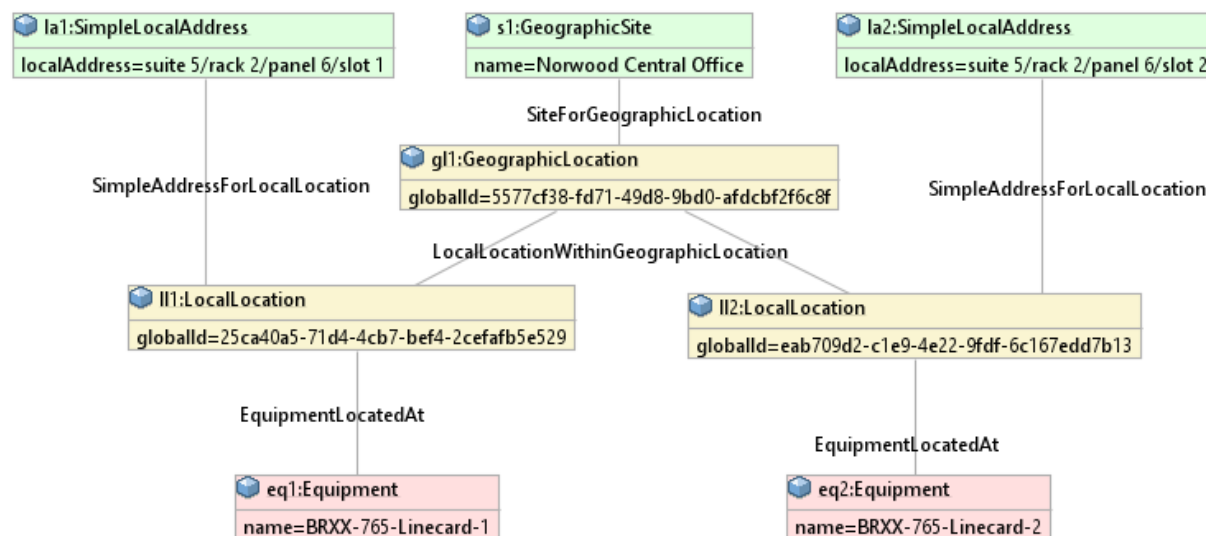 la1:SimpleLocalAddress
localAddress=suite 5/rack 2/panel 6/slot 1
s1:GeographicSite
name=Norwood Central Office
la2:SimpleLocalAddress
localAddress=suite 5/rack 2/panel 6/slot 2
SiteForGeographicLocation
gl1:GeographicLocation
globalId=5577cf38-fd71-49d8-9bd0-afdcbf2f6c8f
SimpleAddressForLocalLocation
SimpleAddressForLocalLocation
LocalLocationWithinGeographicLocation
ll1:LocalLocation
globalId=25ca40a5-71d4-4cb7-bef4-2cefafb5e529
ll2:LocalLocation
globalId=eab709d2-c1e9-4e22-9fdf-6c167edd7b13
EquipmentLocatedAt
EquipmentLocatedAt
eq1:Equipment
name=BRXX-765-Linecard-1
eq2:Equipment
name=BRXX-765-Linecard-2